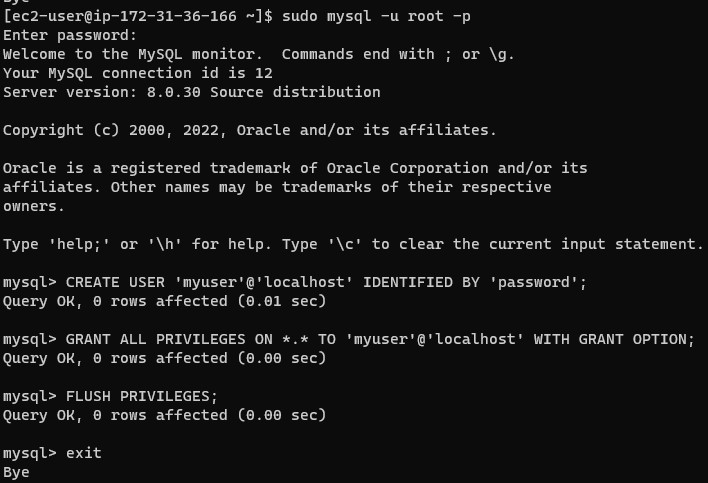 Bye
[ec2-user@ip-172-31-36-166 ~]$ sudo mysql -u root -p
Enter password:
Welcome to the MySQL monitor.  Commands end with ; or \g.
Your MySQL connection id is 12
Server version: 8.0.30 Source distribution

Copyright (c) 2000, 2022, Oracle and/or its affiliates.

Oracle is a registered trademark of Oracle Corporation and/or its
affiliates. Other names may be trademarks of their respective
owners.

Type 'help;' or '\h' for help. Type '\c' to clear the current input statement.

mysql> CREATE USER 'myuser'@'localhost' IDENTIFIED BY 'password';
Query OK, 0 rows affected (0.01 sec)

mysql> GRANT ALL PRIVILEGES ON *.* TO 'myuser'@'localhost' WITH GRANT OPTION;
Query OK, 0 rows affected (0.00 sec)

mysql> FLUSH PRIVILEGES;
Query OK, 0 rows affected (0.00 sec)

mysql> exit
Bye